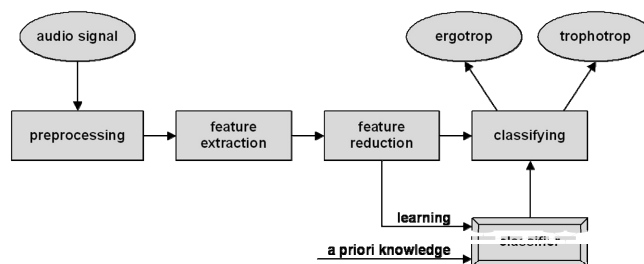 audio signal
ergotrop
trophotrop
preprocessing
feature
extraction
feature
reduction
classifying
learning
a priori knowledge